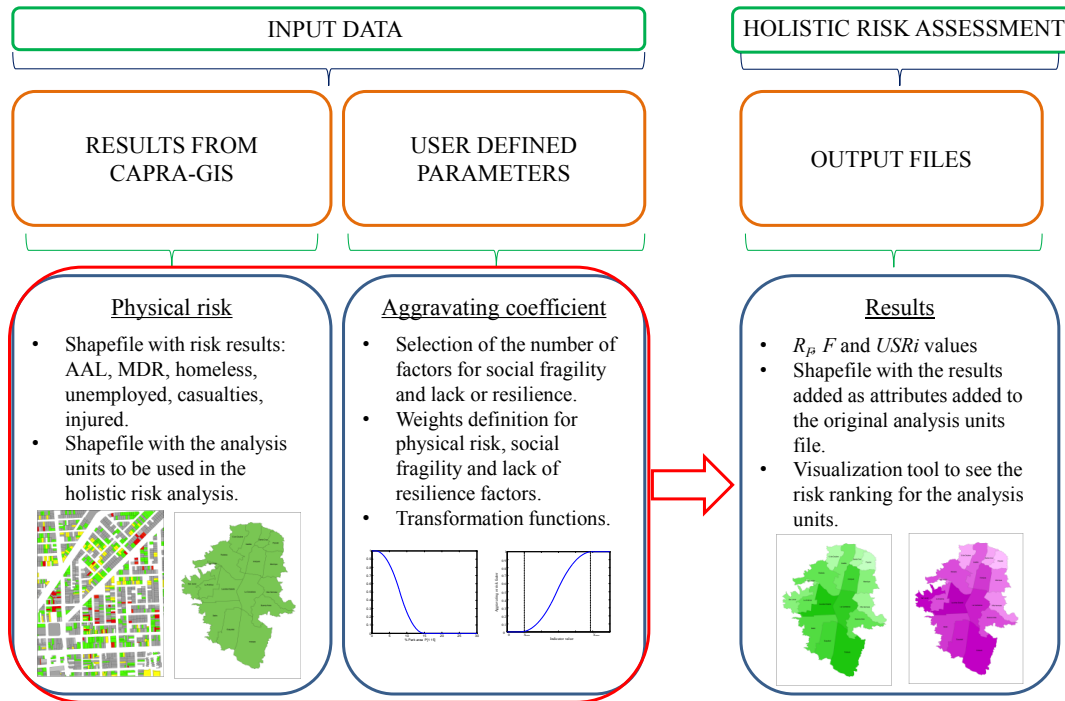 INPUT DATA
HOLISTIC RISK ASSESSMENT
RESULTS FROM
CAPRA-GIS
USER DEFINED
PARAMETERS
OUTPUT FILES
Physical risk
• Shapefile with risk results:
AAL, MDR, homeless,
unemployed, casualties,
injured.
• Shapefile with the analysis
units to be used in the
holistic risk analysis.
Aggravating coefficient
• Selection of the number of
factors for social fragility
and lack or resilience.
• Weights definition for
physical risk, social
fragility and lack of
resilience factors.
• Transformation functions.
Results
• R_F, F and USRi values
• Shapefile with the results
added as attributes added to
the original analysis units
file.
• Visualization tool to see the
risk ranking for the analysis
units.